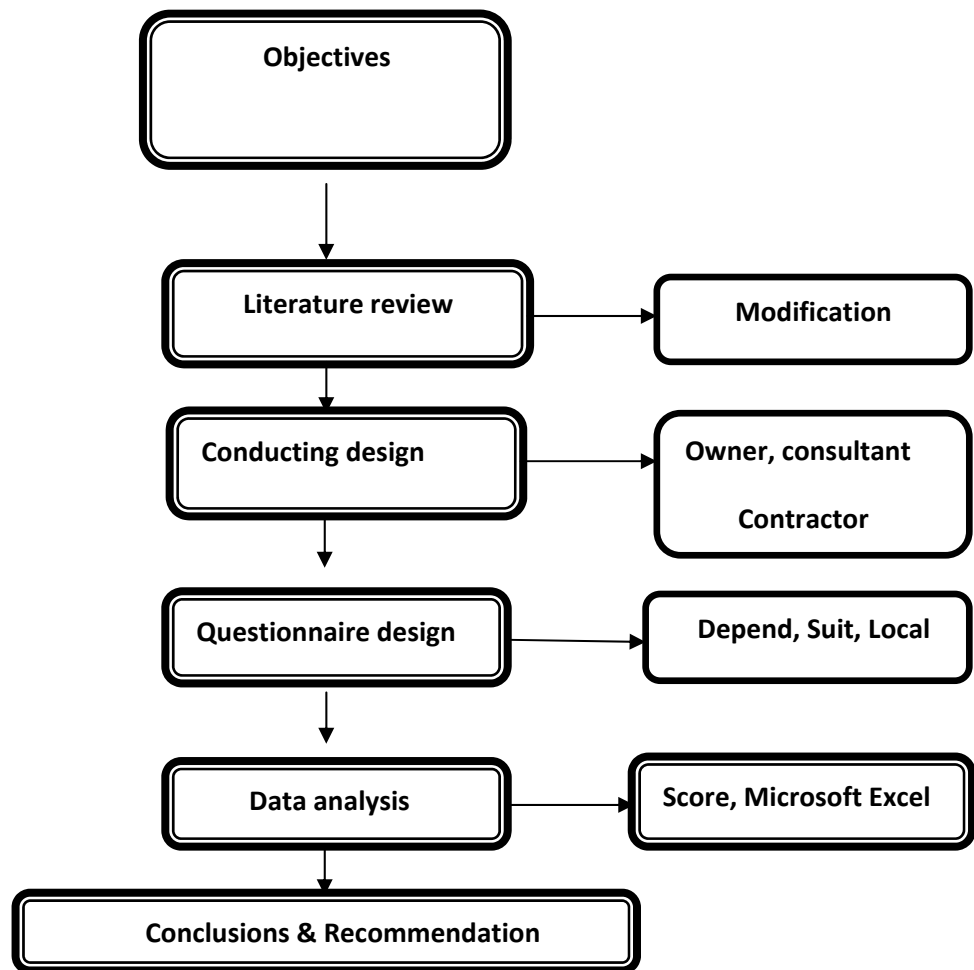 Objectives
Literature review
Modification
Conducting design
Owner, consultant
Contractor
Questionnaire design
Depend, Suit, Local
Data analysis
Score, Microsoft Excel
Conclusions & Recommendation